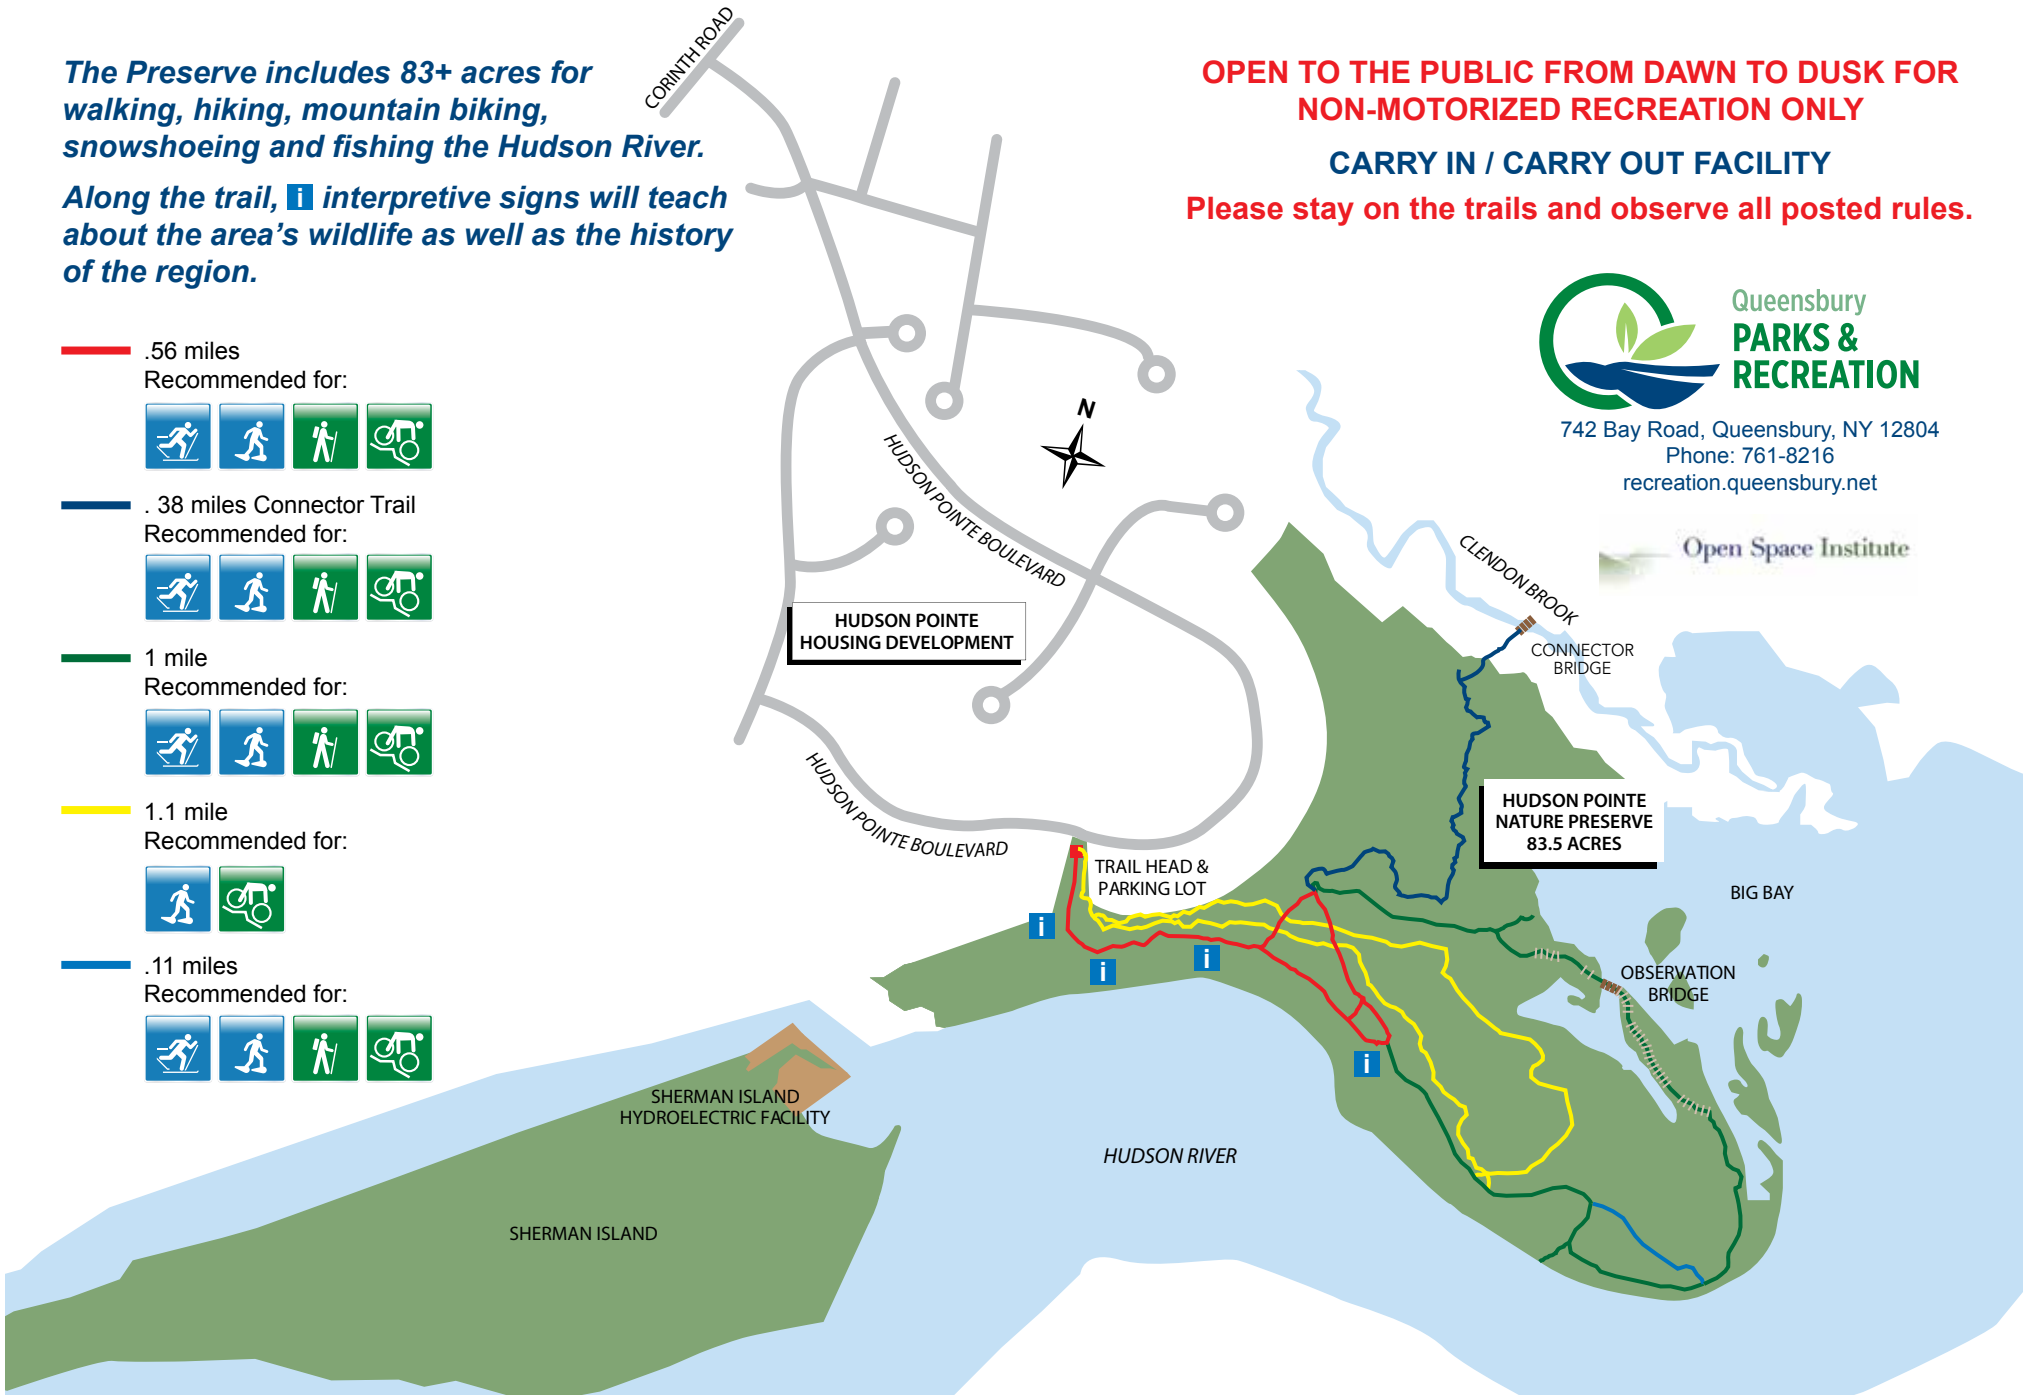 The Preserve includes 83+ acres for
walking, hiking, mountain biking,
snowshoeing and fishing the Hudson River.
Along the trail, i interpretive signs will teach
about the area's wildlife as well as the history
of the region.
.56 miles
Recommended for:
. 38 miles Connector Trail
Recommended for:
1 mile
Recommended for:
1.1 mile
Recommended for:
.11 miles
Recommended for:
OPEN TO THE PUBLIC FROM DAWN TO DUSK FOR
NON-MOTORIZED RECREATION ONLY
CARRY IN / CARRY OUT FACILITY
Please stay on the trails and observe all posted rules.
Queensbury
PARKS &
RECREATION
742 Bay Road, Queensbury, NY 12804
Phone: 761-8216
recreation.queensbury.net
Open Space Institute
CORINTH ROAD
N
HUDSON POINTE BOULEVARD
HUDSON POINTE
HOUSING DEVELOPMENT
HUDSON POINTE BOULEVARD
CLENDON BROOK
CONNECTOR
BRIDGE
HUDSON POINTE
NATURE PRESERVE
83.5 ACRES
TRAIL HEAD &
PARKING LOT
BIG BAY
i
i
i
i
OBSERVATION
BRIDGE
SHERMAN ISLAND
HYDROELECTRIC FACILITY
HUDSON RIVER
SHERMAN ISLAND